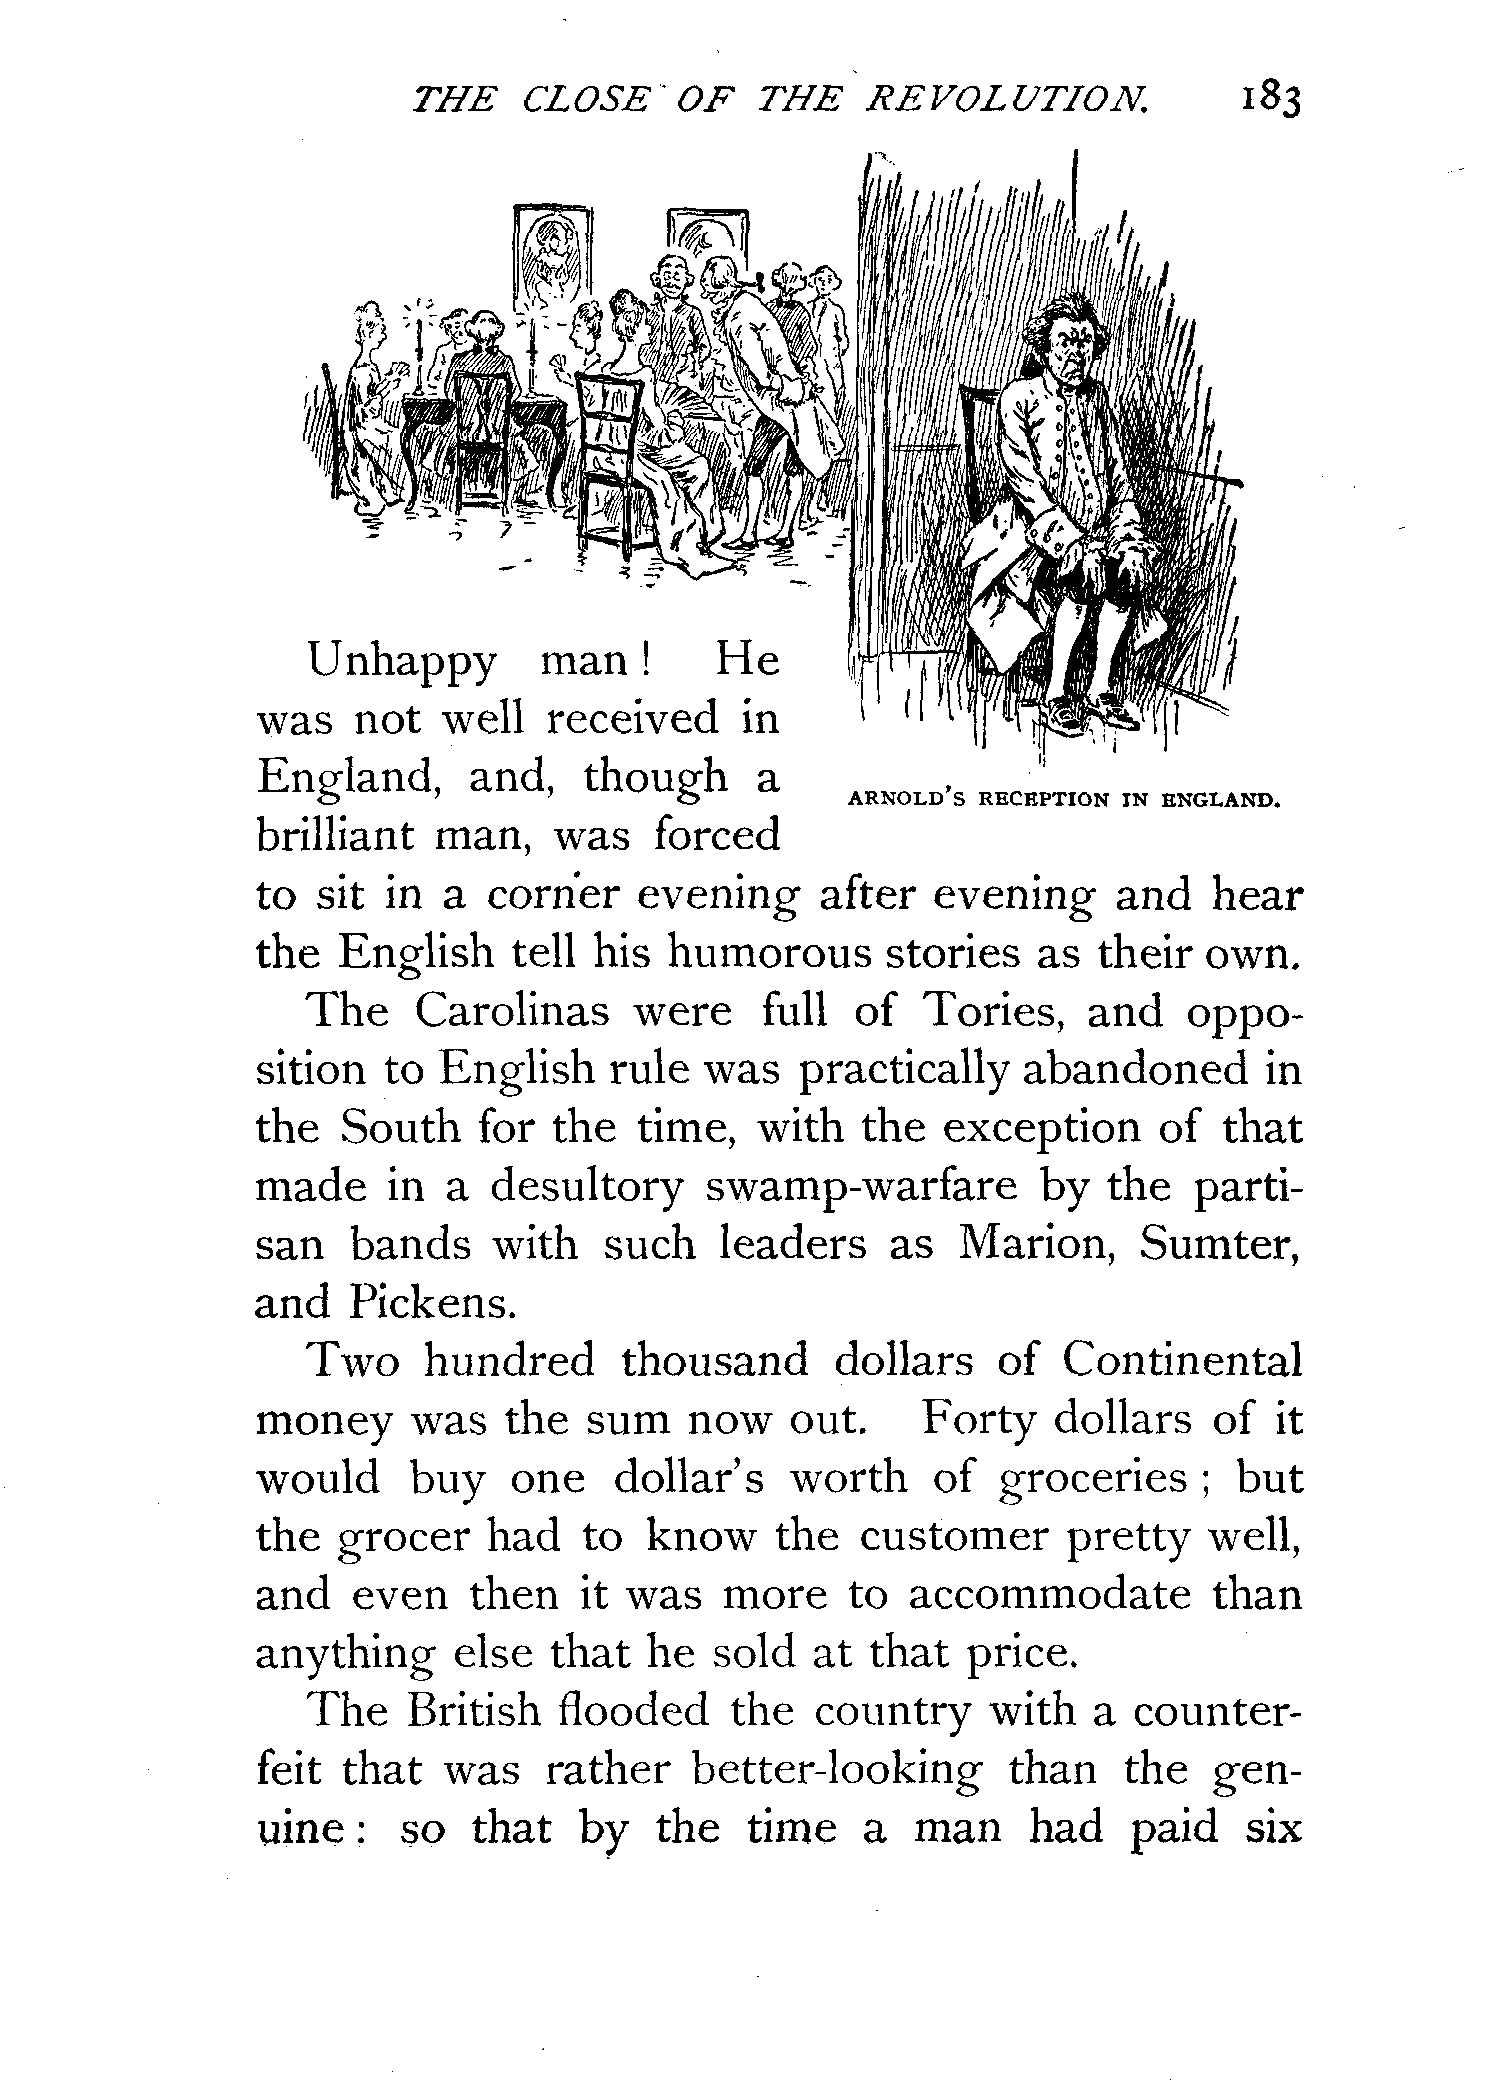 THE CLOSE OF THE REVOLUTION. 183
ARNOLD'S RECEPTION IN ENGLAND.
Unhappy man! He
was not well received in
England, and, though a
brilliant man, was forced
to sit in a corner evening after evening and hear
the English tell his humorous stories as their own.
The Carolinas were full of Tories, and oppo-
sition to English rule was practically abandoned in
the South for the time, with the exception of that
made in a desultory swamp-warfare by the parti-
san bands with such leaders as Marion, Sumter,
and Pickens.
Two hundred thousand dollars of Continental
money was the sum now out. Forty dollars of it
would buy one dollar's worth of groceries; but
the grocer had to know the customer pretty well,
and even then it was more to accommodate than
anything else that he sold at that price.
The British flooded the country with a counter-
feit that was rather better-looking than the gen-
uine: so that by the time a man had paid six